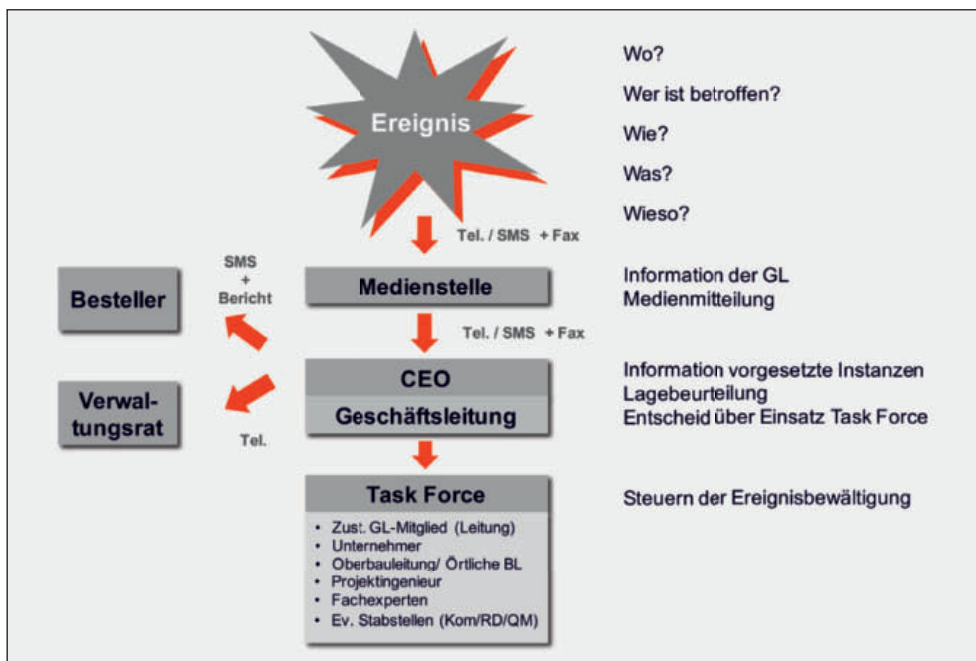 Ereignis
Wo?
Wer ist betroffen?
Wie?
Was?
Wieso?
Tel. / SMS + Fax
Medienstelle
Information der GL
Medienmitteilung
Besteller
SMS
+
Bericht
Tel. / SMS + Fax
CEO
Geschäftsleitung
Information vorgesetzte Instanzen
Lagebeurteilung
Entscheid über Einsatz Task Force
Verwal-
tungsrat
Tel.
Task Force
• Zust. GL-Mitglied (Leitung)
• Unternehmer
• Oberbauleitung/ Örtliche BL
• Projektingenieur
• Fachexperten
• Ev. Stabstellen (Kom/RD/QM)
Steuern der Ereignisbewältigung